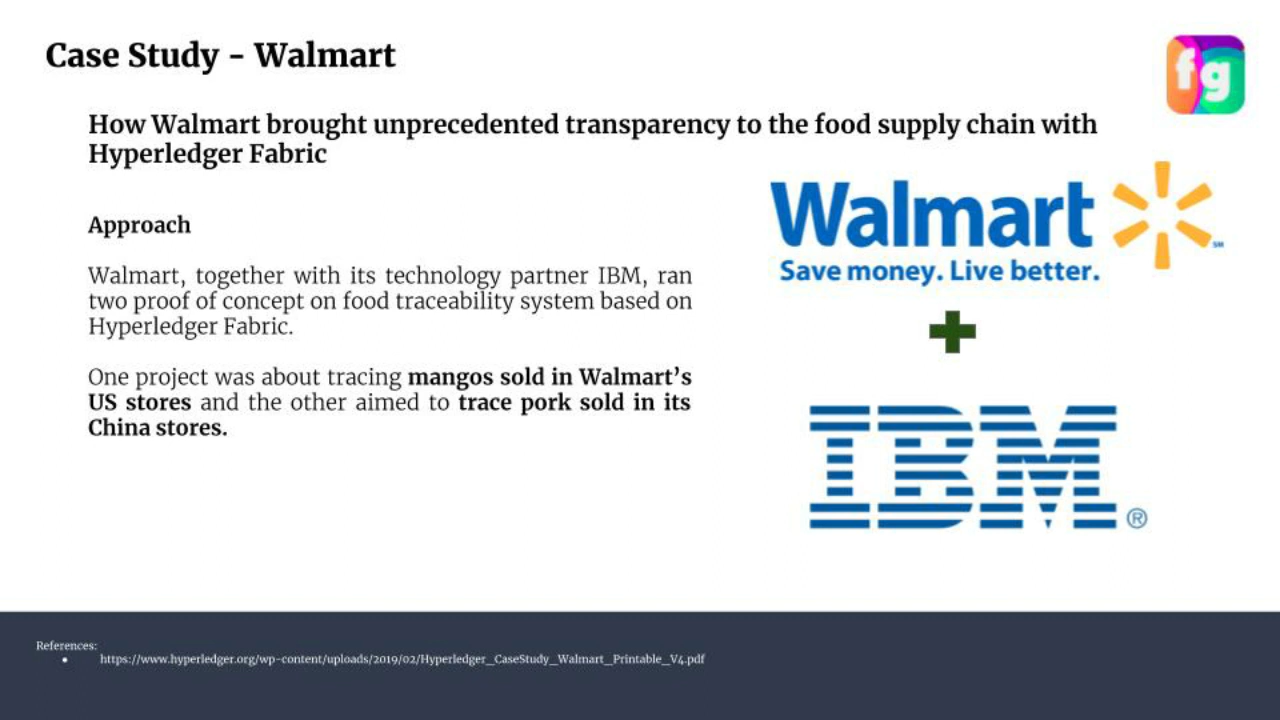 Case Study - Walmart
fg
How Walmart brought unprecedented transparency to the food supply chain with
Hyperledger Fabric
Walmart
SM
Save money. Live better.
Approach
Walmart, together with its technology partner IBM, ran
two proof of concept on food traceability system based on
Hyperledger Fabric.
One project was about tracing mangos sold in Walmart’s
US stores and the other aimed to trace pork sold in its
China stores.
IBM®
References:
● https://www.hyperledger.org/wp-content/uploads/2019/02/Hyperledger_CaseStudy_Walmart_Printable_V4.pdf